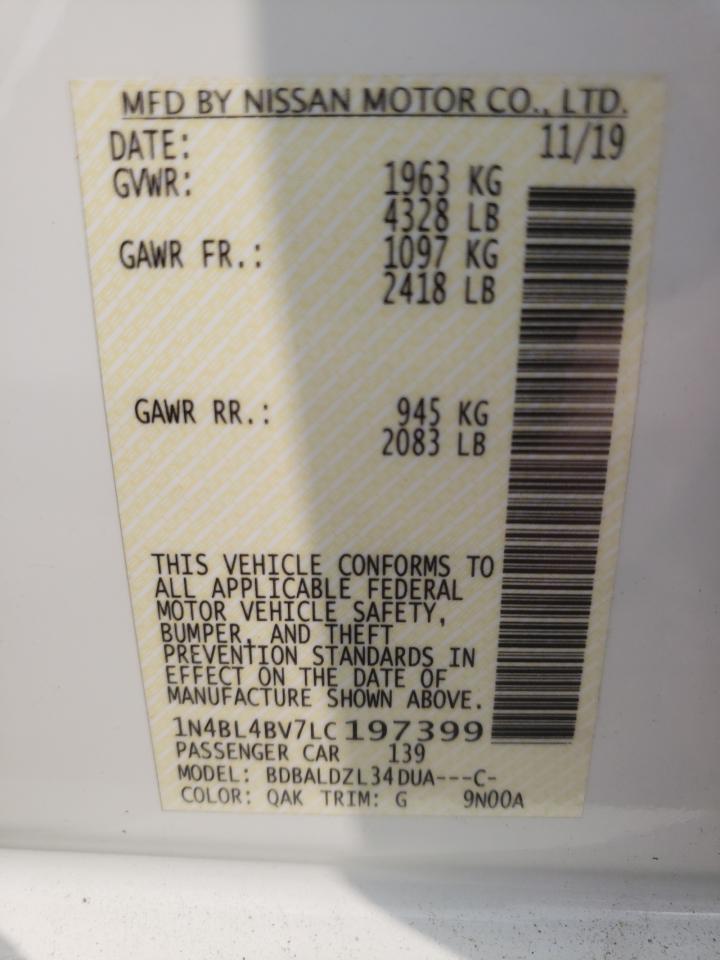 MFD BY NISSAN MOTOR CO., LTD.
DATE: 11/19
GVWR: 1963 KG
4328 LB
GAWR FR.: 1097 KG
2418 LB
GAWR RR.: 945 KG
2083 LB
THIS VEHICLE CONFORMS TO
ALL APPLICABLE FEDERAL
MOTOR VEHICLE SAFETY,
BUMPER, AND THEFT
PREVENTION STANDARDS IN
EFFECT ON THE DATE OF
MANUFACTURE SHOWN ABOVE.
1N4BL4BV7LC197399
PASSENGER CAR 139
MODEL: BDBALDZL34DUA---C-
COLOR: QAK TRIM: G 9N00A